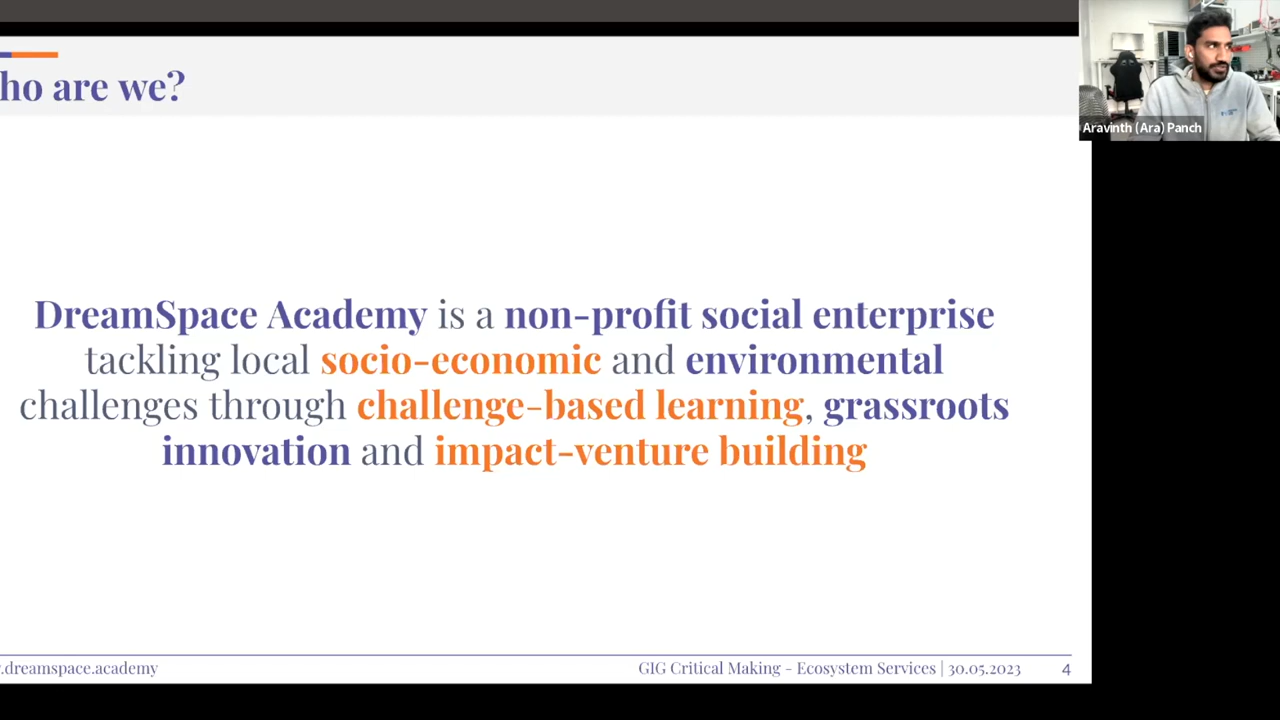 ho are we?
Aravinth (Ara) Panch
DreamSpace Academy is a non-profit social enterprise
tackling local socio-economic and environmental
challenges through challenge-based learning, grassroots
innovation and impact-venture building
.dreamspace.academy
GIG Critical Making - Ecosystem Services | 30.05.2023
4